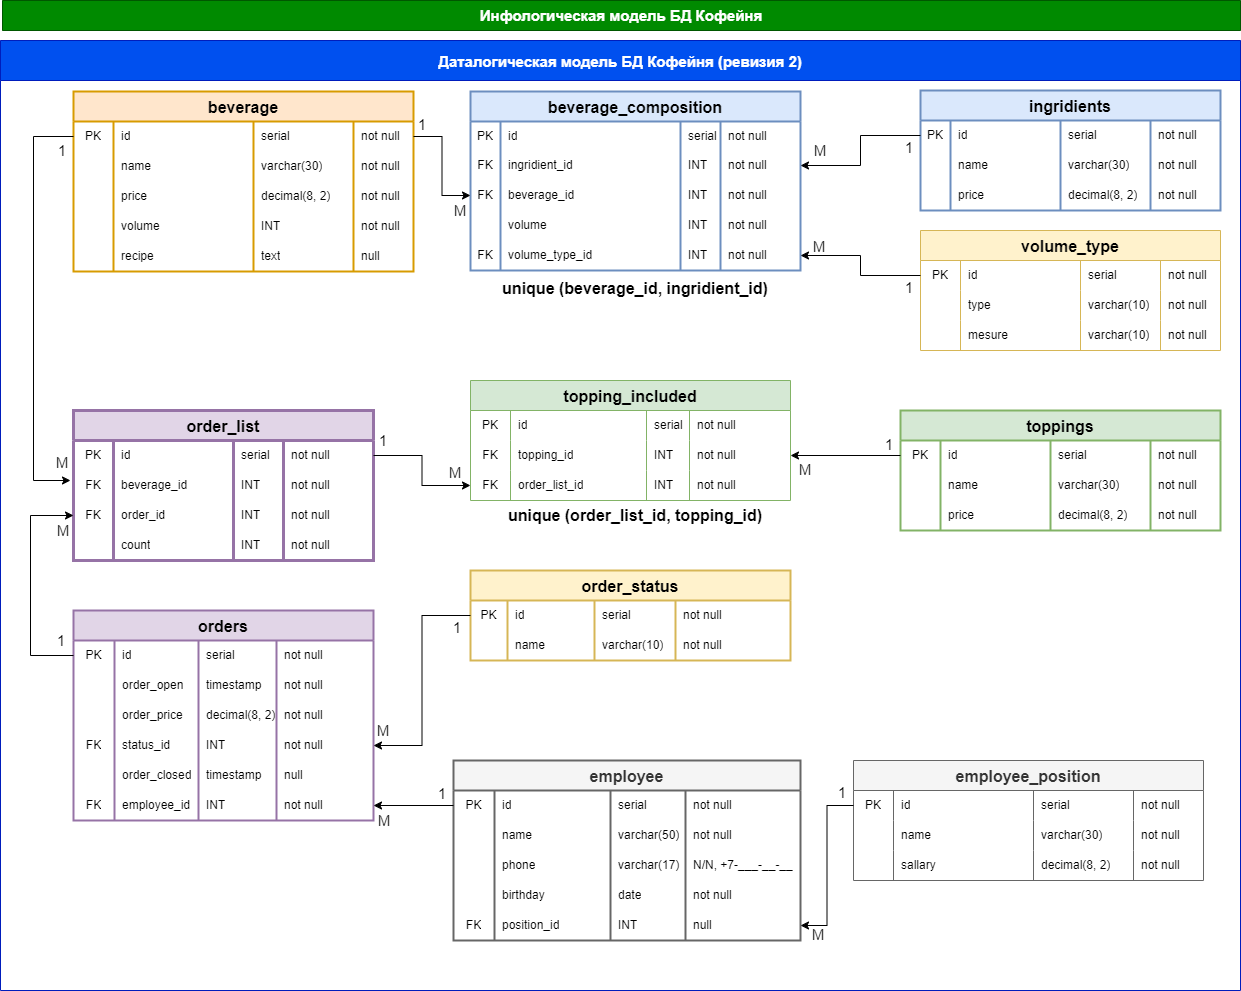 Инфологическая модель БД Кофейня
Даталогическая модель БД Кофейня (ревизия 2)
beverage
PK id serial not null
name varchar(30) not null
price decimal(8, 2) not null
volume INT not null
recipe text null
1
1
beverage_composition
PK id serial not null
FK ingridient_id INT not null
FK beverage_id INT not null
volume INT not null
FK volume_type_id INT not null
unique (beverage_id, ingridient_id)
M
M
M
ingridients
PK id serial not null
name varchar(30) not null
price decimal(8, 2) not null
1
volume_type
PK id serial not null
type varchar(10) not null
mesure varchar(10) not null
1
order_list
PK id serial not null
FK beverage_id INT not null
FK order_id INT not null
count INT not null
M
M
1
topping_included
PK id serial not null
FK topping_id INT not null
FK order_list_id INT not null
unique (order_list_id, topping_id)
M
M
toppings
PK id serial not null
name varchar(30) not null
price decimal(8, 2) not null
1
order_status
PK id serial not null
name varchar(10) not null
1
orders
PK id serial not null
order_open timestamp not null
order_price decimal(8, 2) not null
FK status_id INT not null
order_closed timestamp null
FK employee_id INT not null
1
M
M
employee
PK id serial not null
name varchar(50) not null
phone varchar(17) N/N, +7-___-__-__
birthday date not null
FK position_id INT null
1
M
employee_position
PK id serial not null
name varchar(30) not null
sallary decimal(8, 2) not null
1